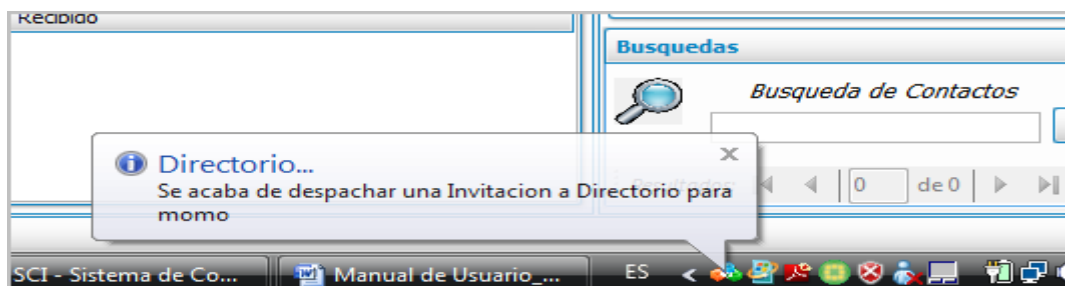 Recibido
Busquedas
Busqueda de Contactos
Directorio...
Se acaba de despachar una Invitacion a Directorio para
momo
0 de 0
SCI - Sistema de Co...
Manual de Usuario_...
ES